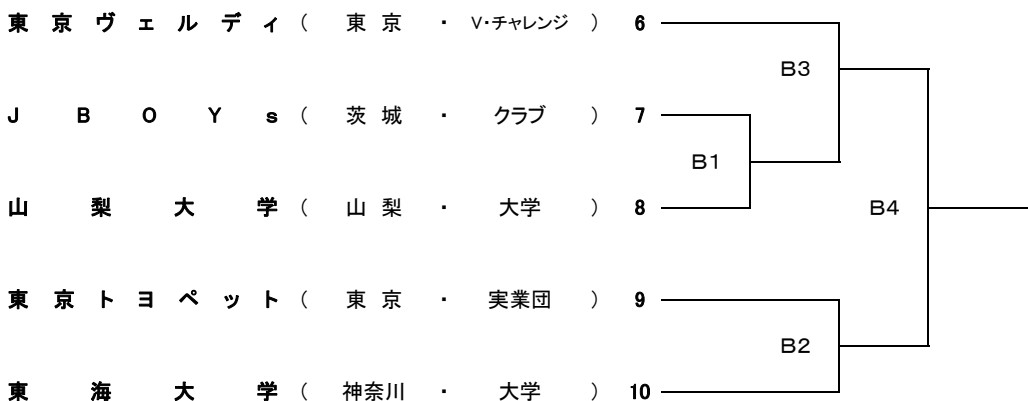 東京ヴェルディ ( 東京 ・ V・チャレンジ ) 6
B3
JBOYs ( 茨城 ・ クラブ ) 7
B1
山梨大学 ( 山梨 ・ 大学 ) 8
B4
東京トヨペット ( 東京 ・ 実業団 ) 9
B2
東海大学 ( 神奈川 ・ 大学 ) 10